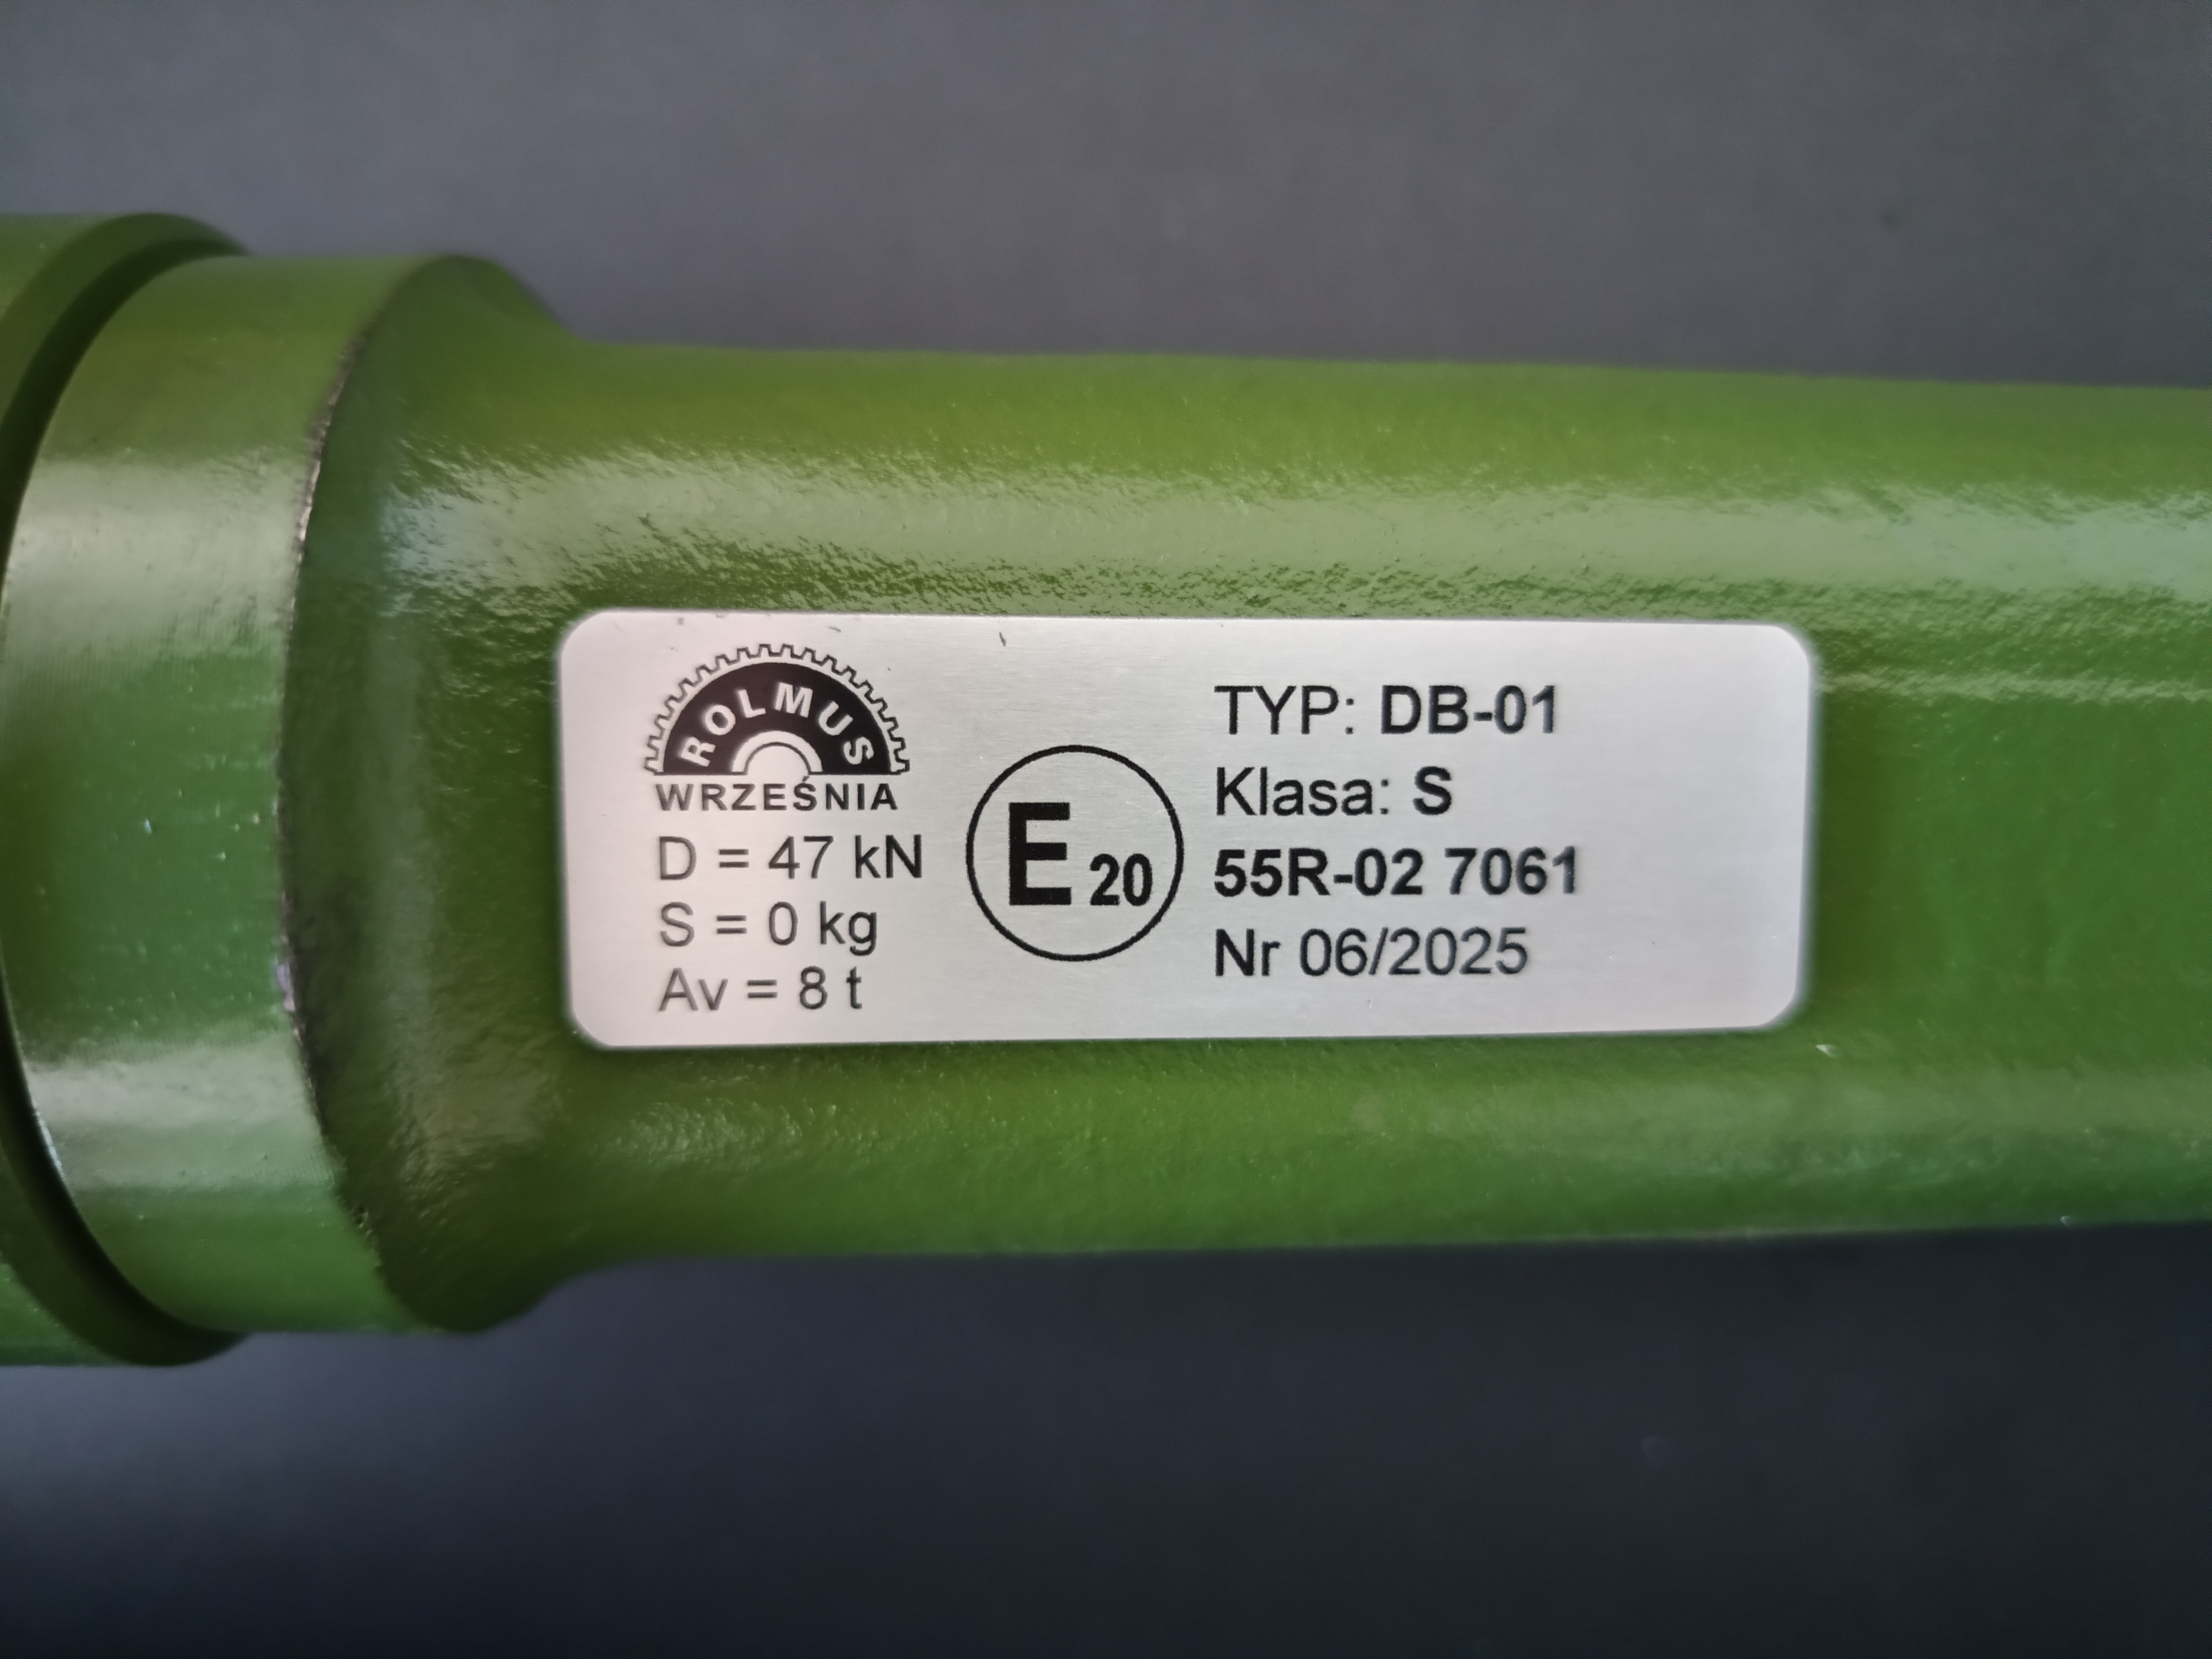 ROLMUS
WRZEŚNIA
D = 47 kN
S = 0 kg
Av = 8 t
E 20
TYP: DB-01
Klasa: S
55R-02 7061
Nr 06/2025